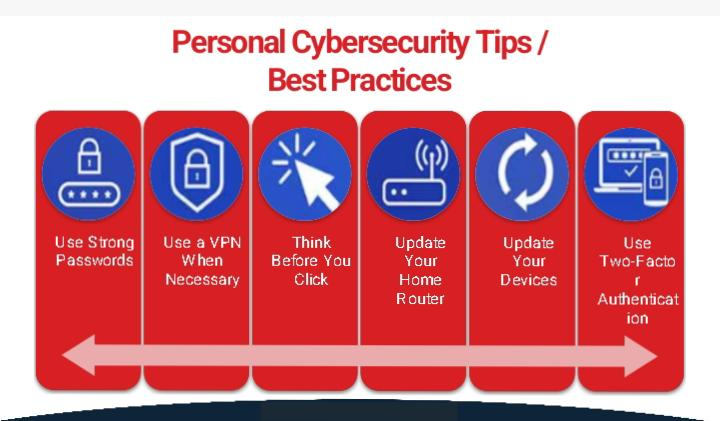 Personal Cybersecurity Tips /
Best Practices
Use Strong
Passwords
Use a VPN
When
Necessary
Think
Before You
Click
Update
Your
Home
Router
Update
Your
Devices
Use
Two-Facto
r
Authenticat
ion